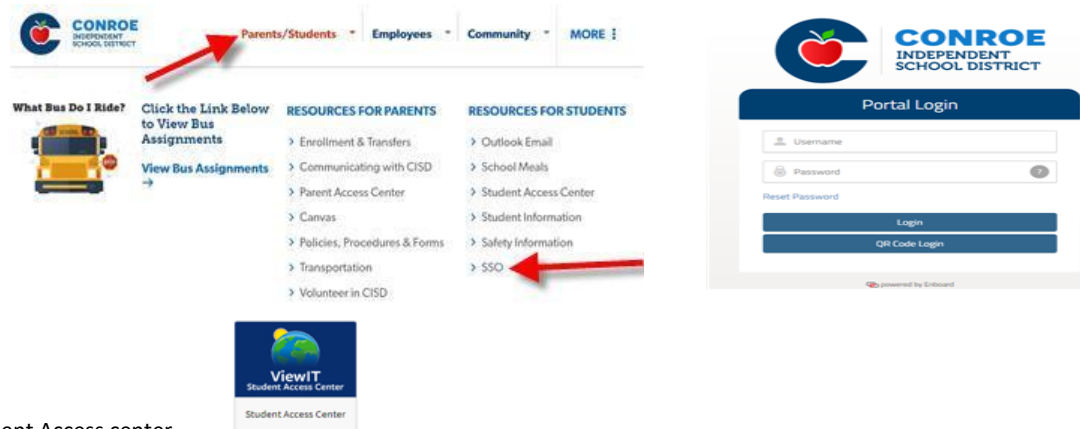 CONROE
INDEPENDENT
SCHOOL DISTRICT
Parents/Students
Employees
Community
MORE
What Bus Do I Ride?
SCHOOL
Click the Link Below
to View Bus
Assignments
View Bus Assignments
→
RESOURCES FOR PARENTS
> Enrollment & Transfers
> Communicating with CISD
> Parent Access Center
> Canvas
> Policies, Procedures & Forms
> Transportation
> Volunteer in CISD
RESOURCES FOR STUDENTS
> Outlook Email
> School Meals
> Student Access Center
> Student Information
> Safety Information
> SSO
CONROE
INDEPENDENT
SCHOOL DISTRICT
Portal Login
Username
Password
?
Reset Password
Login
QR Code Login
powered by Enboard
ViewIT
Student Access Center
Student Access Center
Access center